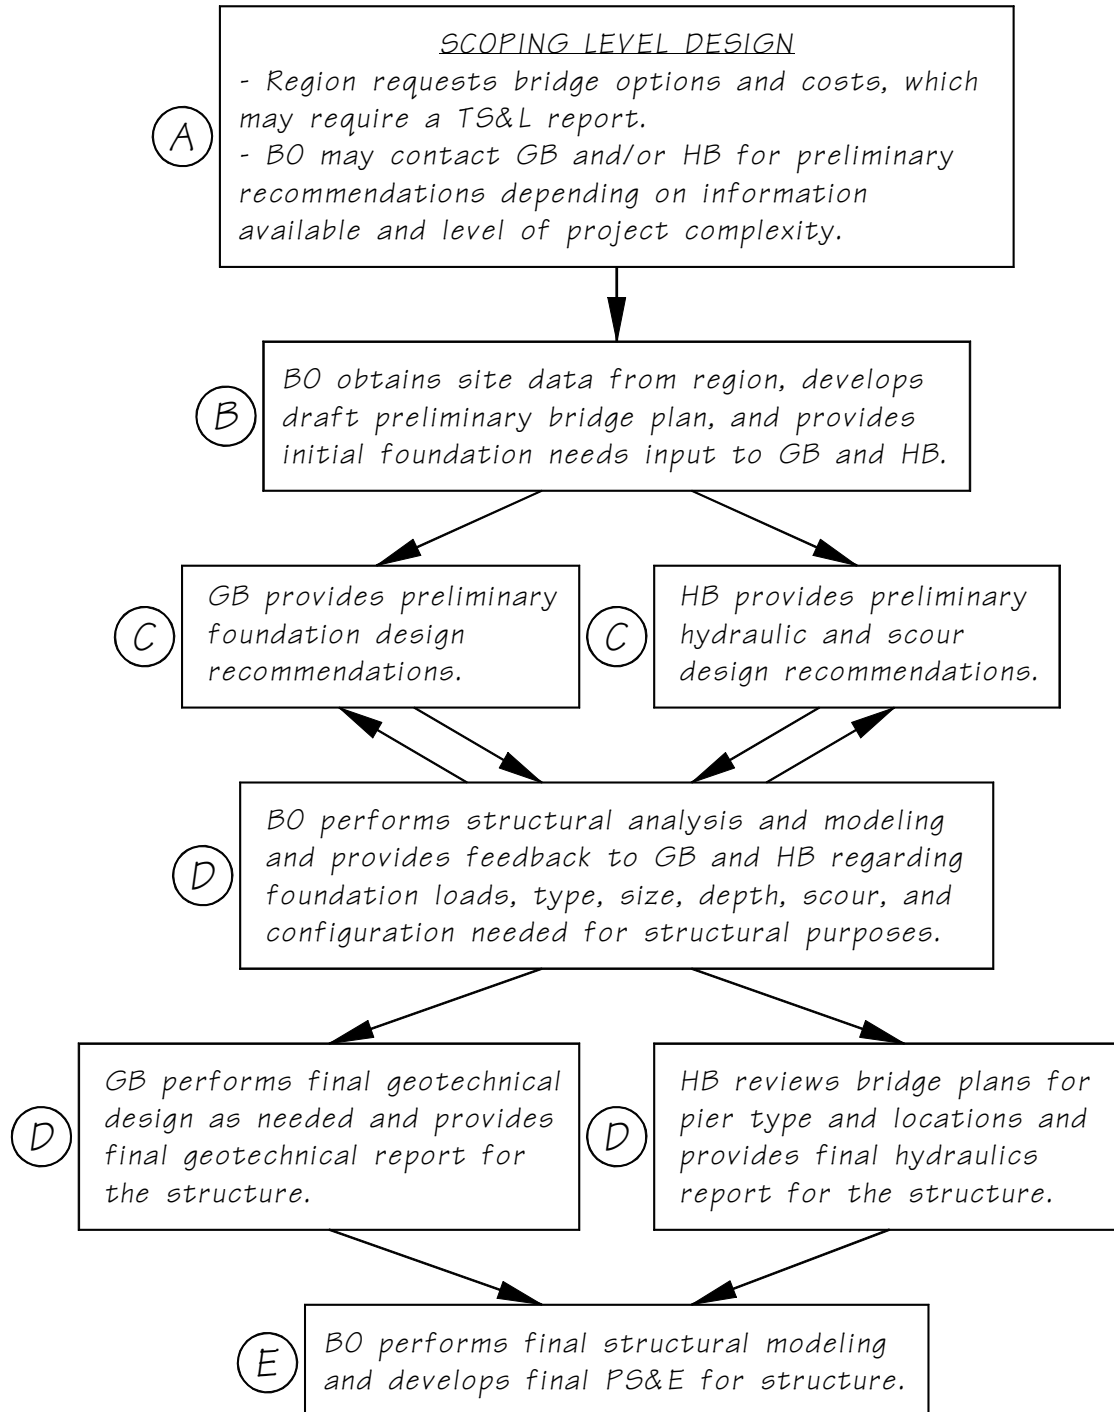 SCOPING LEVEL DESIGN
- Region requests bridge options and costs, which
may require a TS&L report.
- BO may contact GB and/or HB for preliminary
recommendations depending on information
available and level of project complexity.
A
BO obtains site data from region, develops
draft preliminary bridge plan, and provides
initial foundation needs input to GB and HB.
B
GB provides preliminary
foundation design
recommendations.
C
HB provides preliminary
hydraulic and scour
design recommendations.
C
BO performs structural analysis and modeling
and provides feedback to GB and HB regarding
foundation loads, type, size, depth, scour, and
configuration needed for structural purposes.
D
GB performs final geotechnical
design as needed and provides
final geotechnical report for
the structure.
D
HB reviews bridge plans for
pier type and locations and
provides final hydraulics
report for the structure.
D
BO performs final structural modeling
and develops final PS&E for structure.
E